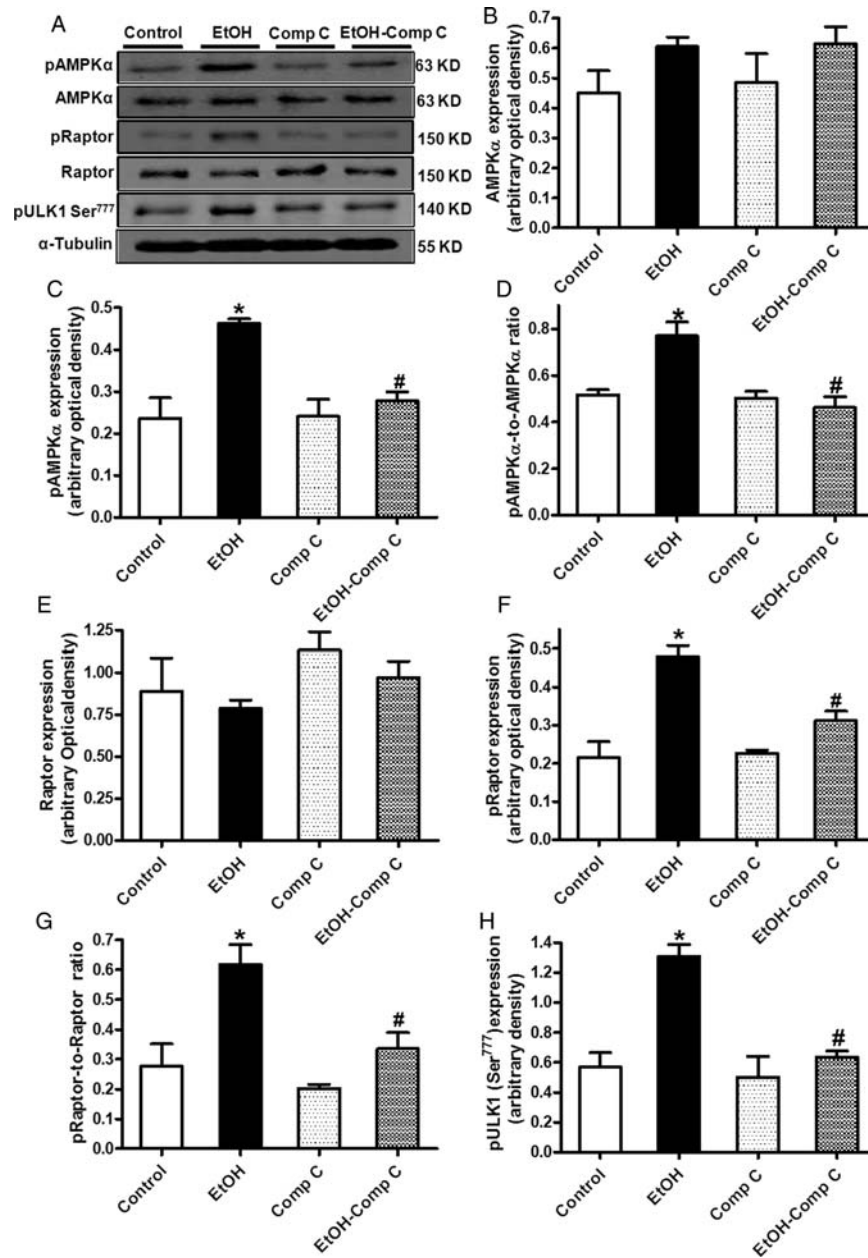 A
Control EtOH Comp C EtOH-Comp C
pAMPKα 63 KD
AMPKα 63 KD
pRaptor 150 KD
Raptor 150 KD
pULK1 Ser777 140 KD
α-Tubulin 55 KD
B
AMPKα expression
(arbitrary optical density)
0.7
0.6
0.5
0.4
0.3
0.2
0.1
0.0
Control EtOH Comp C EtOH-Comp C
C
pAMPKα expression
(arbitrary optical density)
0.5
0.4
0.3
0.2
0.1
0.0
*
#
Control EtOH Comp C EtOH-Comp C
D
pAMPKα-to-AMPKα ratio
0.8
0.6
0.4
0.2
0.0
*
#
Control EtOH Comp C EtOH-Comp C
E
Raptor expression
(arbitrary Opticaldensity)
1.25
1.00
0.75
0.50
0.25
0.00
Control EtOH Comp C EtOH-Comp C
F
pRaptor expression
(arbitrary optical density)
0.5
0.4
0.3
0.2
0.1
0.0
*
#
Control EtOH Comp C EtOH-Comp C
G
pRaptor-to-Raptor ratio
0.7
0.6
0.5
0.4
0.3
0.2
0.1
0.0
*
#
Control EtOH Comp C EtOH-Comp C
H
pULK1 (Ser777) expression
(arbitrary density)
1.4
1.2
1.0
0.8
0.6
0.4
0.2
0.0
*
#
Control EtOH Comp C EtOH-Comp C